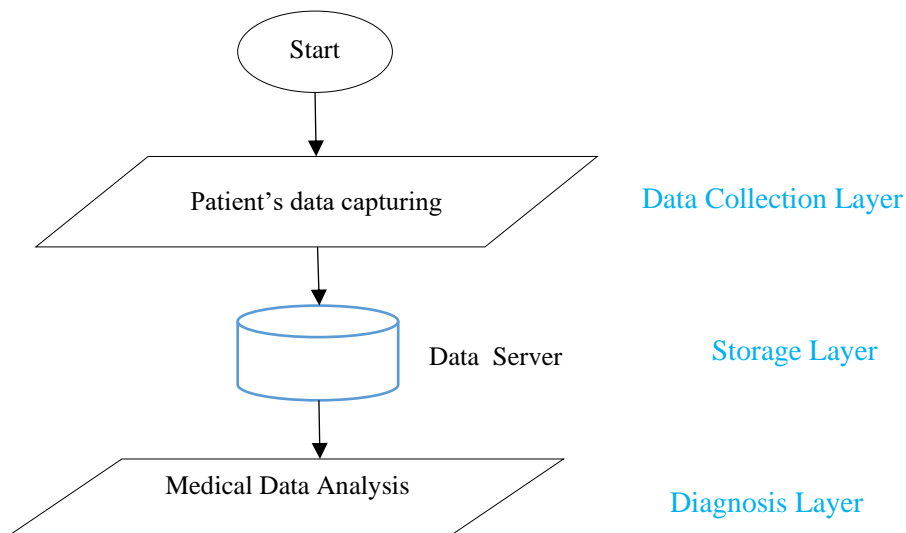 Start
Patient’s data capturing
Data Collection Layer
Data Server
Storage Layer
Medical Data Analysis
Diagnosis Layer